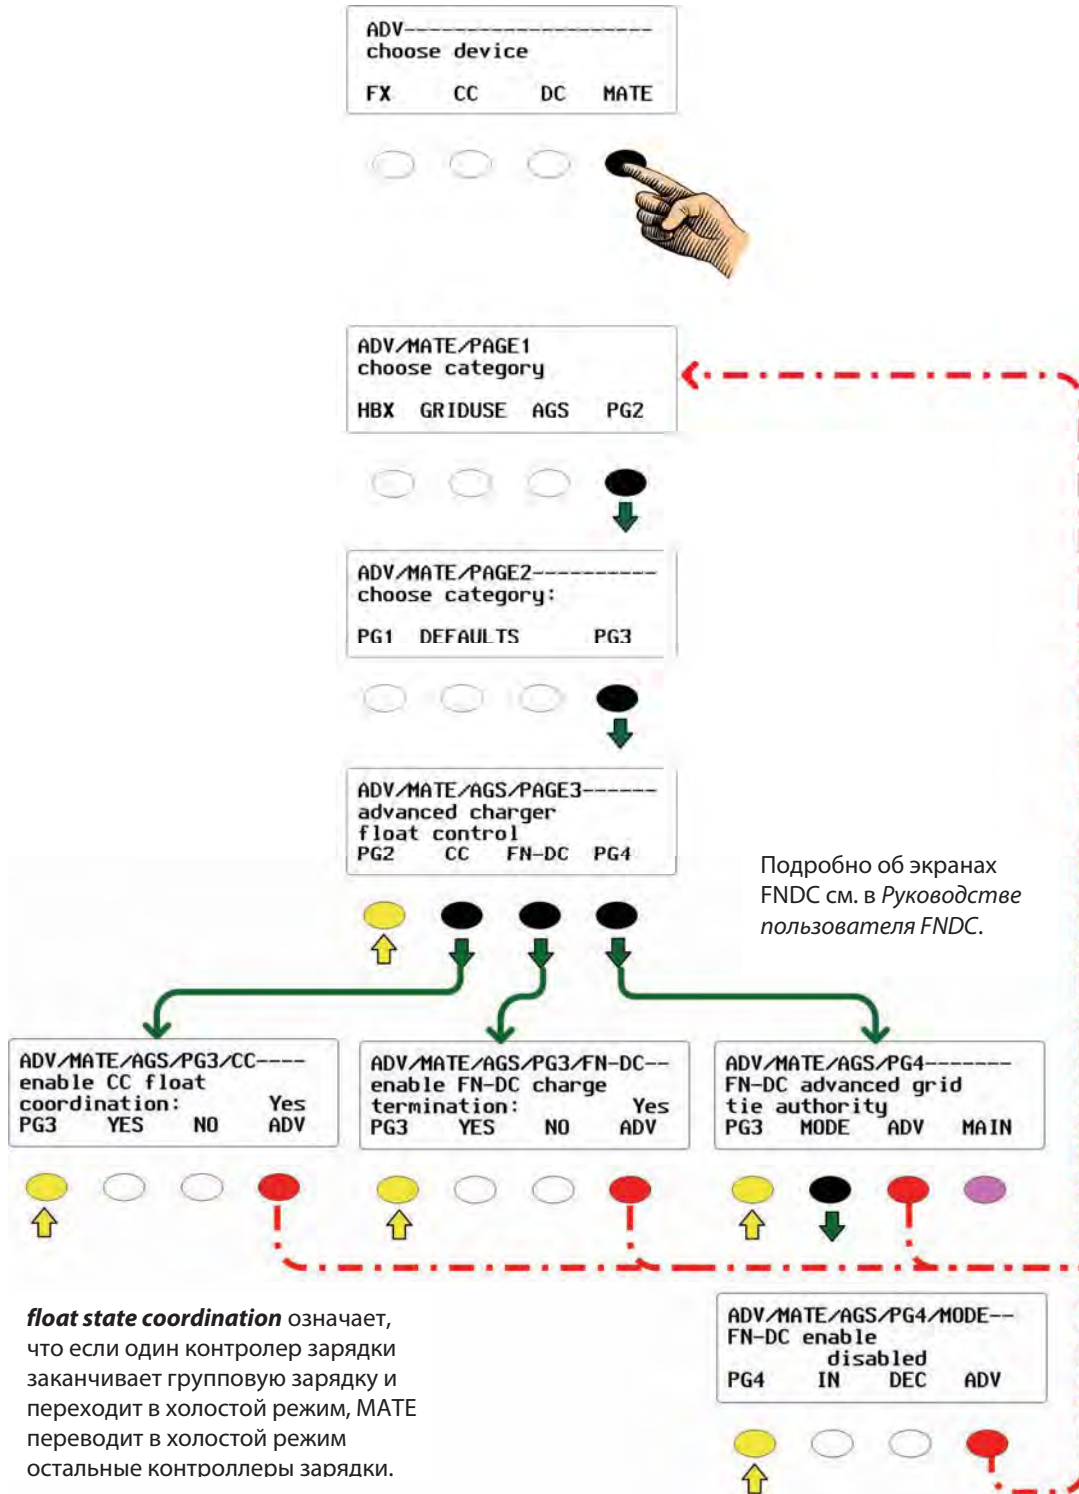 ADV----------------------
choose device
FX CC DC MATE
ADV/MATE/PAGE1
choose category
HBX GRIDUSE AGS PG2
ADV/MATE/PAGE2-----------
choose category:
PG1 DEFAULTS PG3
ADV/MATE/AGS/PAGE3------
advanced charger
float control
PG2 CC FN-DC PG4
Подробно об экранах
FNDC см. в Руководстве
пользователя FNDC.
ADV/MATE/AGS/PG3/CC----
enable CC float
coordination: Yes
PG3 YES NO ADV
ADV/MATE/AGS/PG3/FN-DC--
enable FN-DC charge
termination: Yes
PG3 YES NO ADV
ADV/MATE/AGS/PG4-------
FN-DC advanced grid
tie authority
PG3 MODE ADV MAIN
float state coordination означает,
что если один контролер зарядки
заканчивает групповую зарядку и
переходит в холостой режим, MATE
переводит в холостой режим
остальные контроллеры зарядки.
ADV/MATE/AGS/PG4/MODE--
FN-DC enable
disabled
PG4 IN DEC ADV